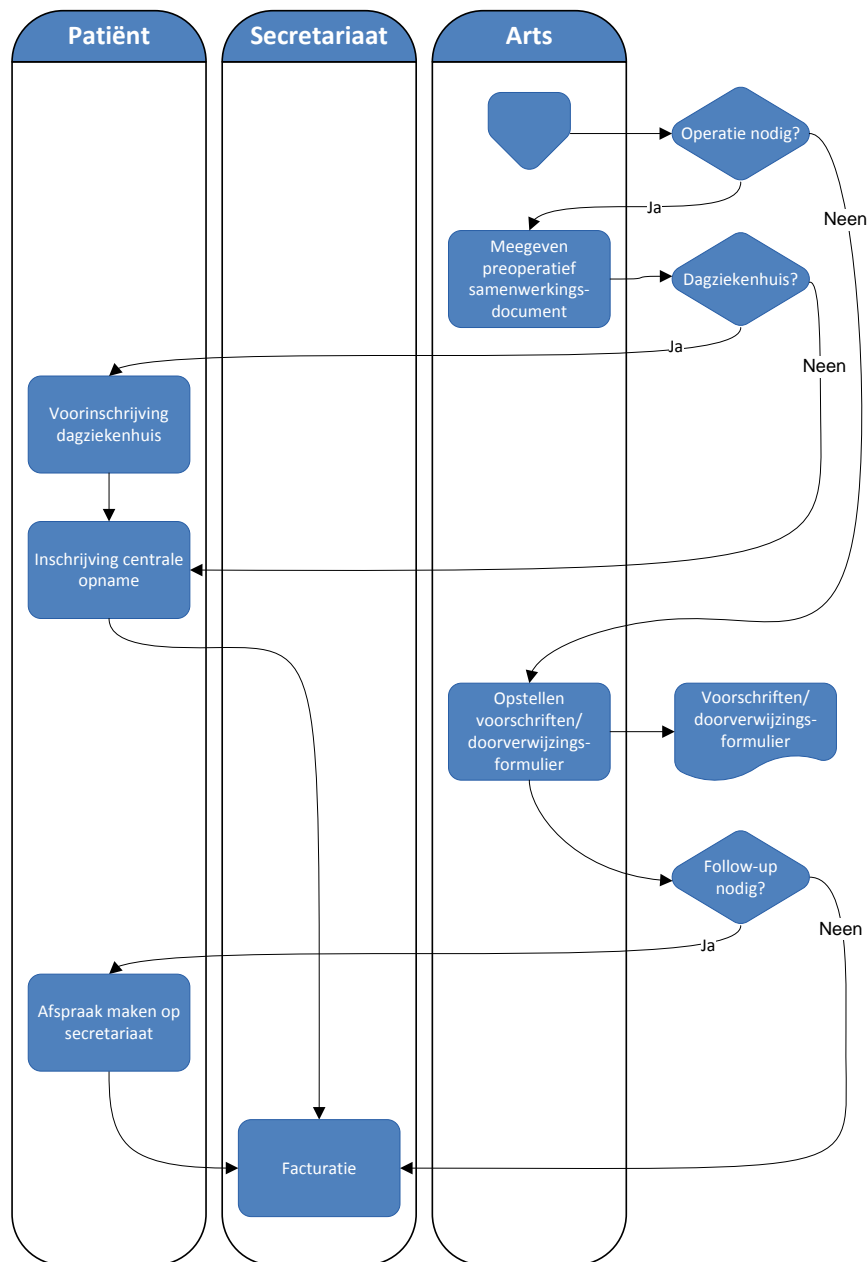 Patiënt
Secretariaat
Arts
Operatie nodig?
Neen
Ja
Meegeven
preoperatief
samenwerkings-
document
Dagziekenhuis?
Ja
Neen
Voorinschrijving
dagziekenhuis
Inschrijving centrale
opname
Opstellen
voorschriften/
doorverwijzings-
formulier
Voorschriften/
doorverwijzings-
formulier
Follow-up
nodig?
Neen
Ja
Afspraak maken op
secretariaat
Facturatie